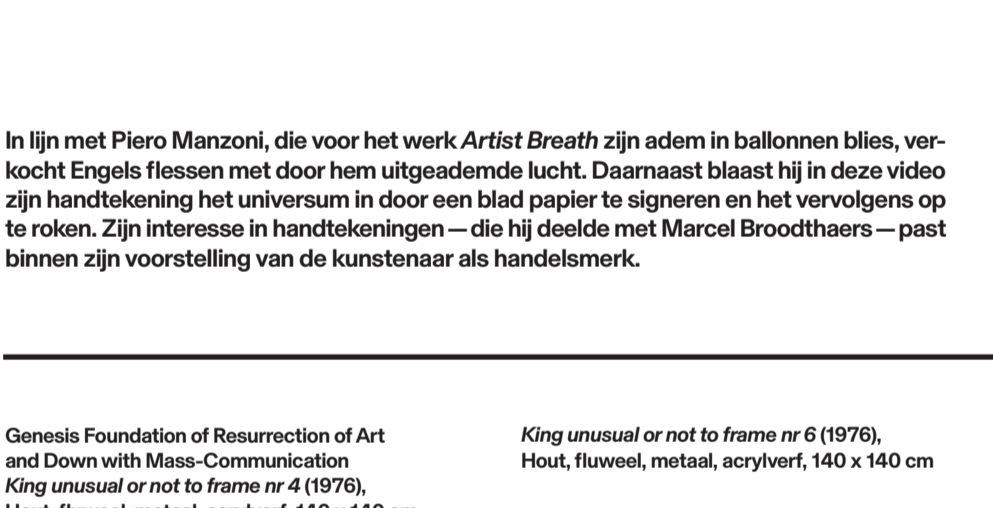 In lijn met Piero Manzoni, die voor het werk Artist Breath zijn adem in ballonnen blies, ver-
kocht Engels flessen met door hem uitgeademde lucht. Daarnaast blaast hij in deze video
zijn handtekening het universum in door een blad papier te signeren en het vervolgens op
te roken. Zijn interesse in handtekeningen — die hij deelde met Marcel Broodthaers — past
binnen zijn voorstelling van de kunstenaar als handelsmerk.
Genesis Foundation of Resurrection of Art
and Down with Mass-Communication
King unusual or not to frame nr 4 (1976),
King unusual or not to frame nr 6 (1976),
Hout, fluweel, metaal, acrylverf, 140 x 140 cm